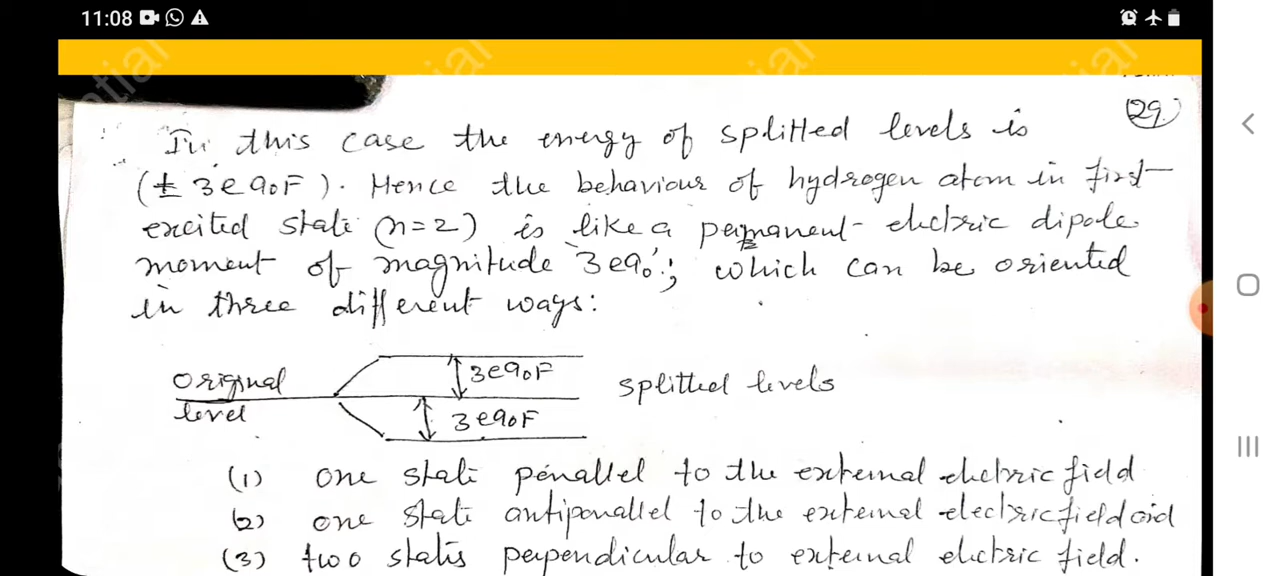 11:08
29
In this case the energy of splitted levels is
(± 3ea₀F). Hence the behaviour of hydrogen atom in first
excited state (n=2) is like a permanent electric dipole
moment of magnitude '3ea₀'; which can be oriented
in three different ways:
3ea₀F
original
level
splitted levels
3ea₀F
(1) one state parallel to the external electric field
(2) one state antiparallel to the external electric field and
(3) two states perpendicular to external electric field.